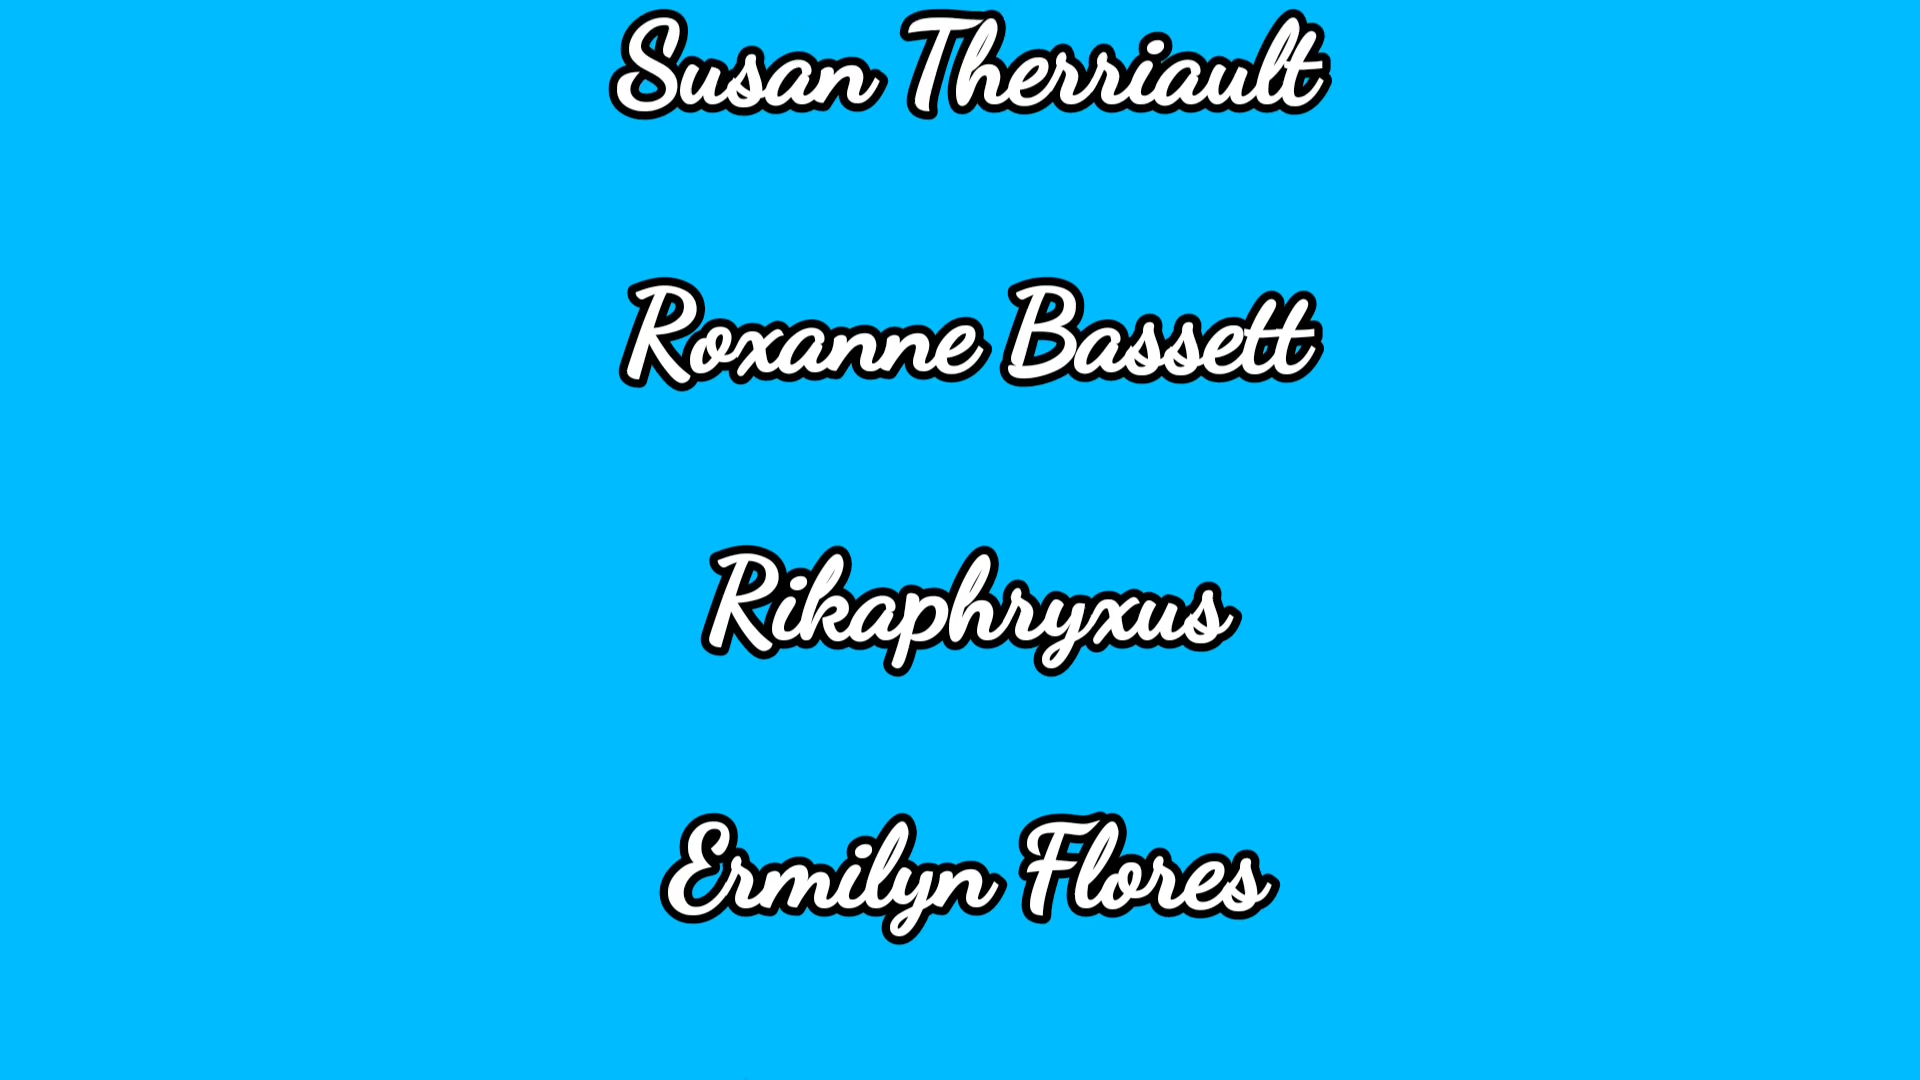 Susan Therriault
Roxanne Bassett
Rikaphryxus
Ermilyn Flores